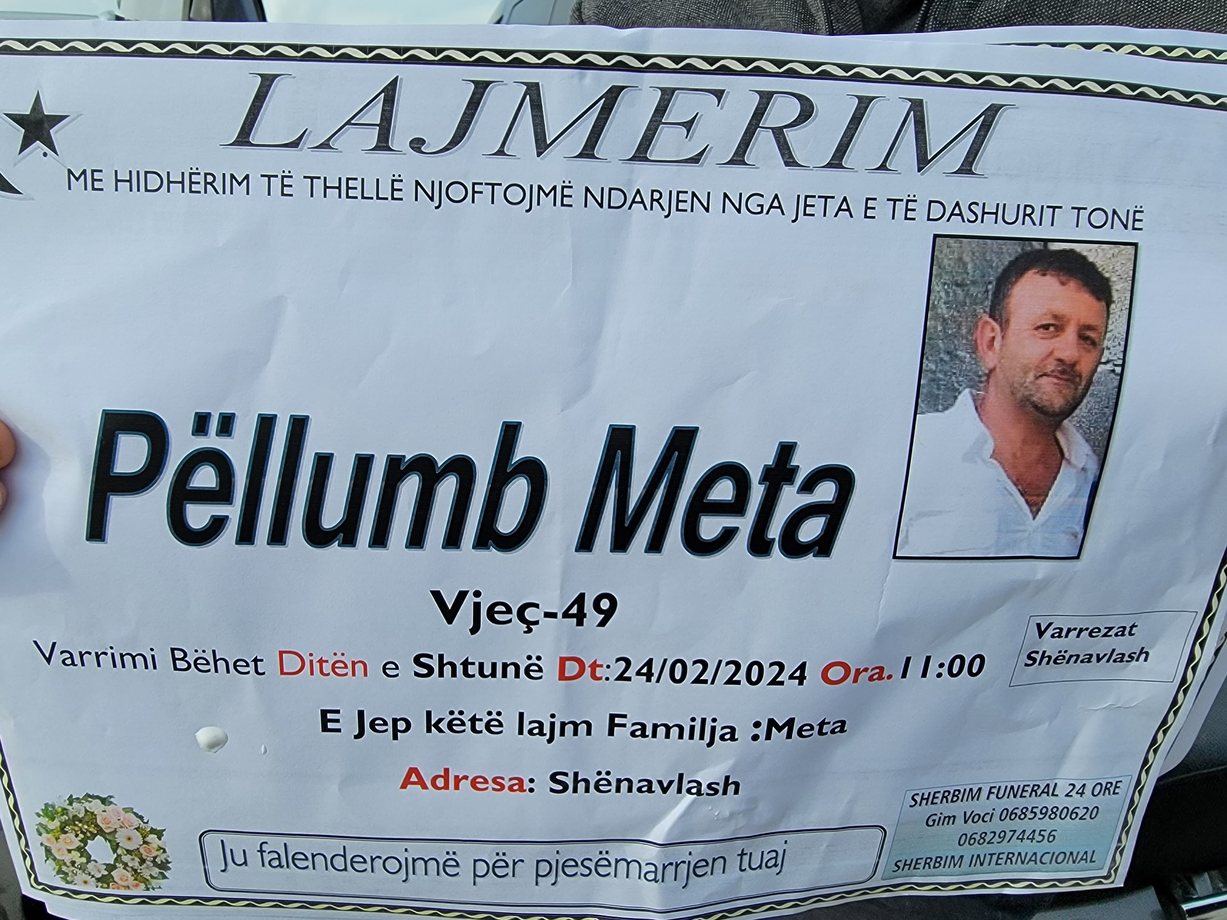 LAJMERIM
ME HIDHËRIM TË THELLË NJOFTOJMË NDARJEN NGA JETA E TË DASHURIT TONË
Pëllumb Meta
Vjeç-49
Varrimi Bëhet Ditën e Shtunë Dt:24/02/2024 Ora.11:00
Varrezat
Shënavlash
E Jep këtë lajm Familja :Meta
Adresa: Shënavlash
Ju falenderojmë për pjesëmarrjen tuaj
SHERBIM FUNERAL 24 ORE
Gim Voci 0685980620
0682974456
SHERBIM INTERNACIONAL